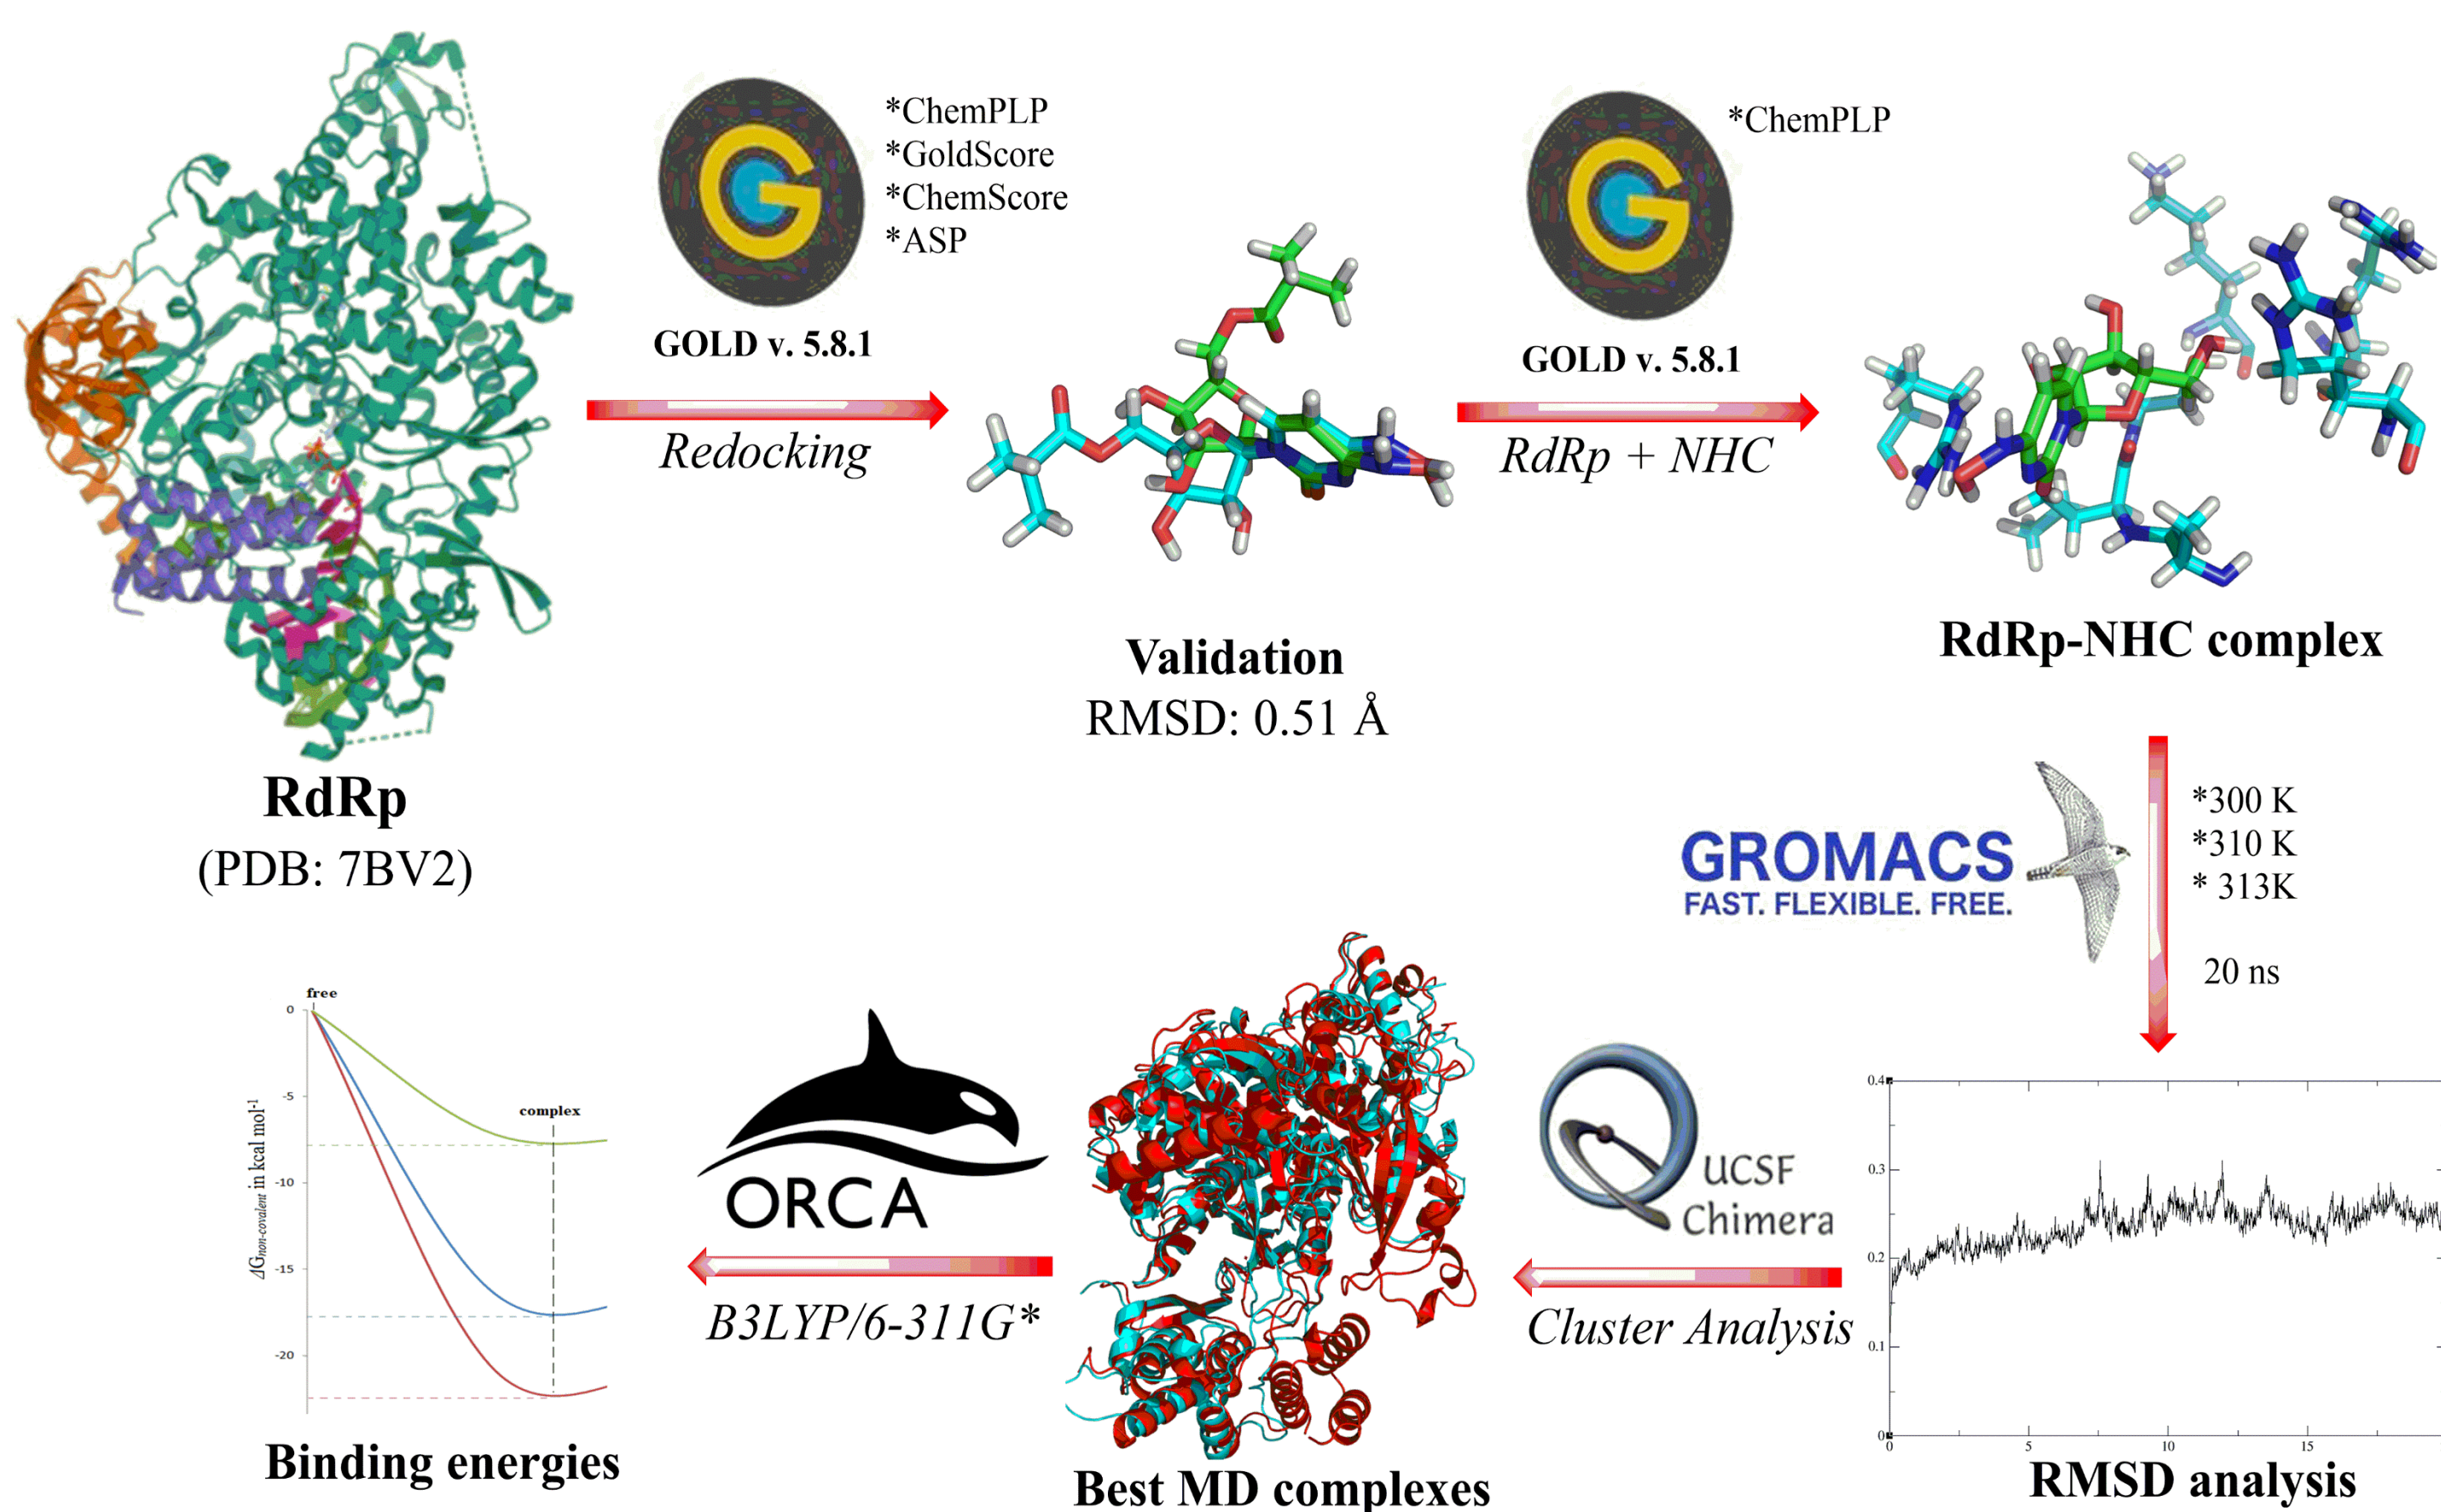 *ChemPLP
*GoldScore
*ChemScore
*ASP
GOLD v. 5.8.1
Redocking
*ChemPLP
GOLD v. 5.8.1
RdRp + NHC
RdRp
(PDB: 7BV2)
Validation
RMSD: 0.51 Å
RdRp-NHC complex
GROMACS
FAST. FLEXIBLE. FREE.
*300 K
*310 K
* 313K
20 ns
0.4
0.3
0.2
0.1
0
0
5
10
15
RMSD analysis
UCSF
Chimera
Cluster Analysis
Best MD complexes
ORCA
B3LYP/6-311G*
free
complex
0
-5
-10
-15
-20
ΔGnon-covalent in kcal mol-1
Binding energies